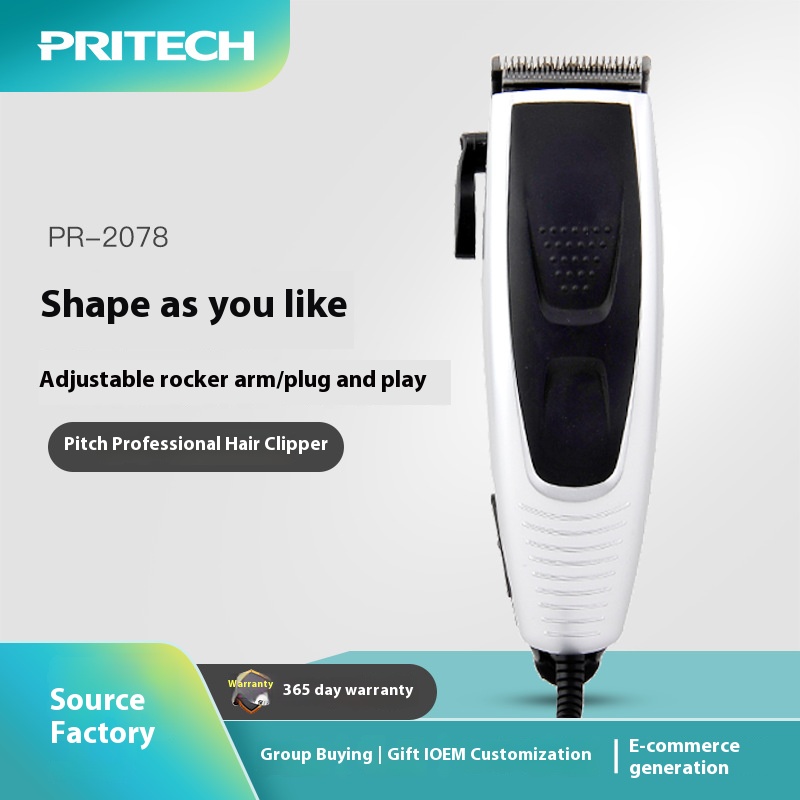 PRITECH
PR-2078
Shape as you like
Adjustable rocker arm/plug and play
Pitch Professional Hair Clipper
Warranty
365 day warranty
Source
Factory
Group Buying | Gift IOEM Customization
E-commerce
generation